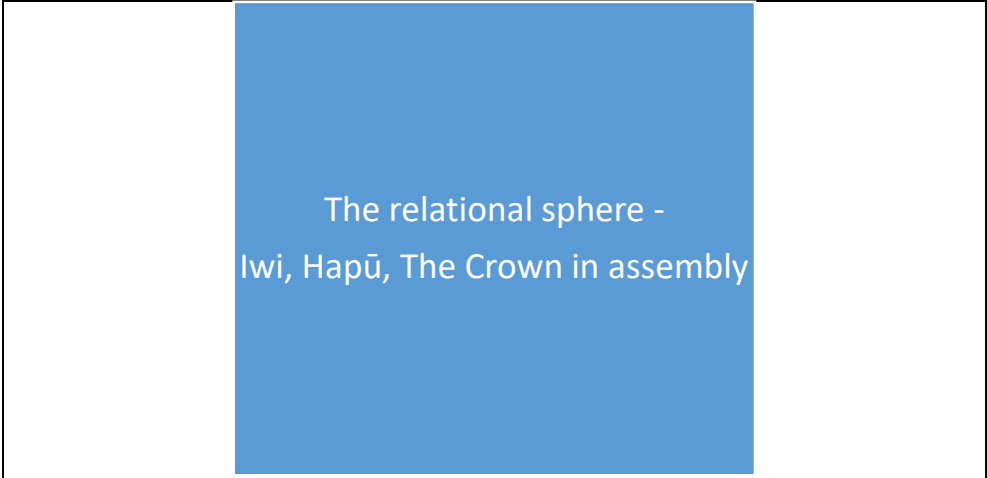 The relational sphere -
Iwi, Hapū, The Crown in assembly